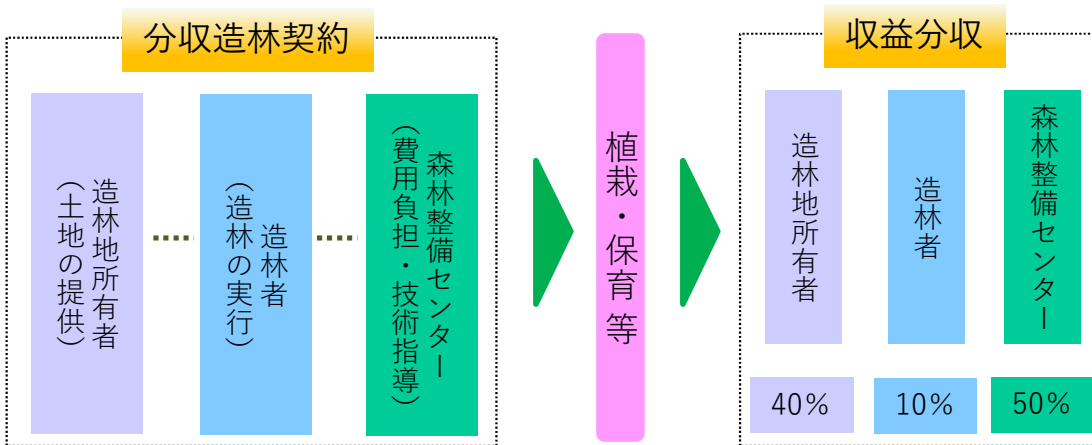 分収造林契約
造林地所有者
（土地の提供）
造林者
（造林の実行）
森林整備センター
（費用負担・技術指導）
植栽・保育 等
収益分収
造林地所有者
造林者
森林整備センター
40%
10%
50%